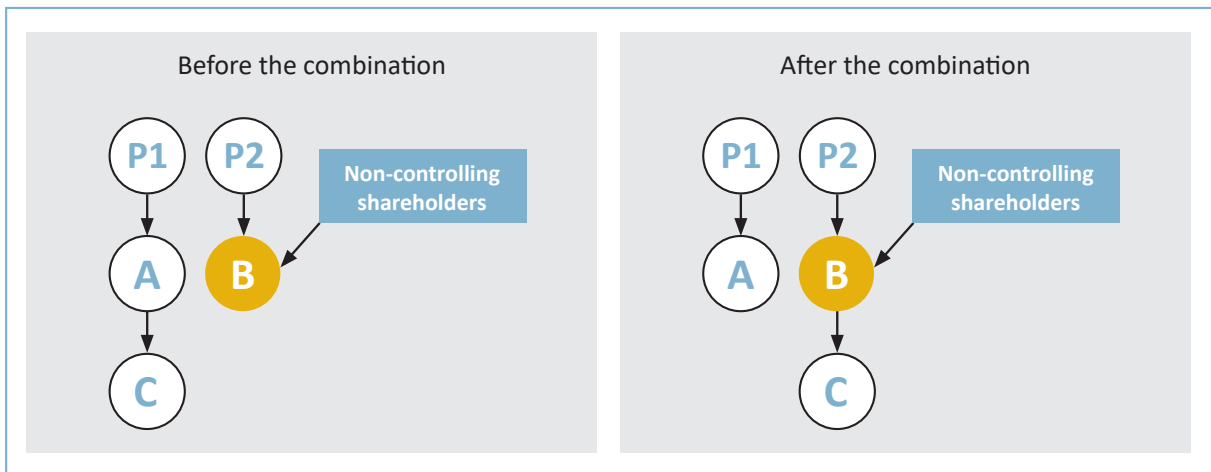 Before the combination
P1 P2
Non-controlling
shareholders
A B
C
After the combination
P1 P2
Non-controlling
shareholders
A B
C